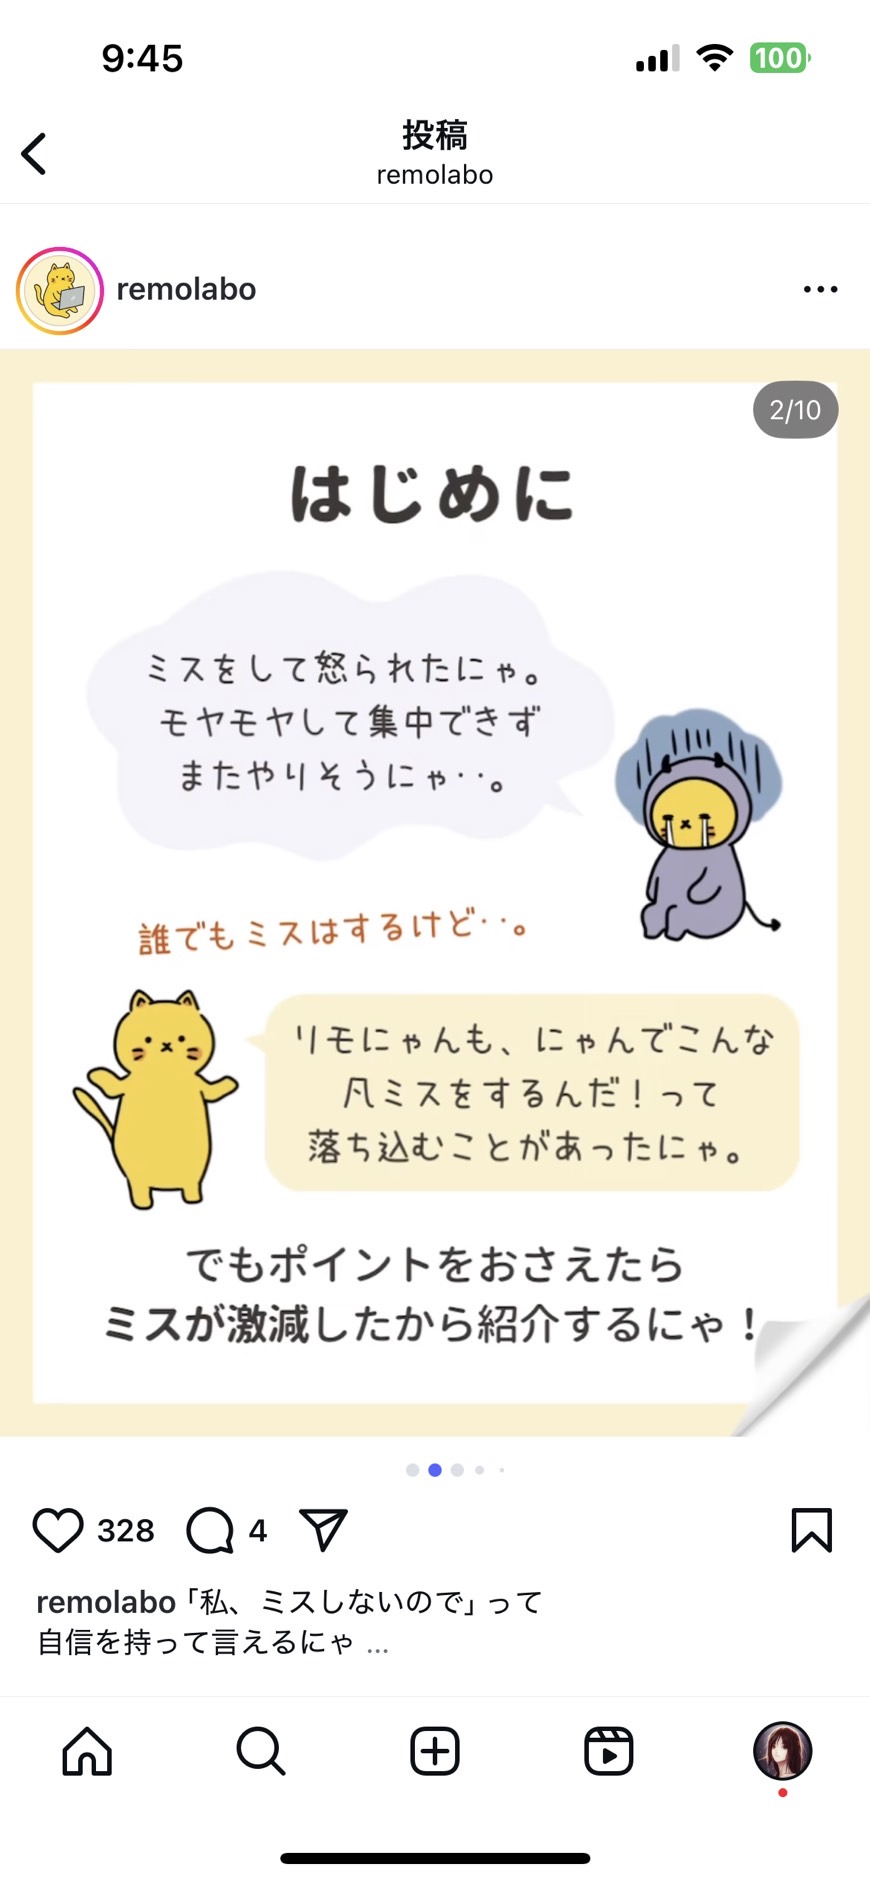 9:45
100
投稿
remolabo
remolabo
2/10
はじめに
ミスをして怒られたにゃ。
モヤモヤして集中できず
またやりそうにゃ‥。
誰でもミスはするけど‥。
リモにゃんも、にゃんでこんな
凡ミスをするんだ！って
落ち込むことがあったにゃ。
でもポイントをおさえたら
ミスが激減したから紹介するにゃ！
328
4
remolabo「私、ミスしないので」って
自信を持って言えるにゃ ...